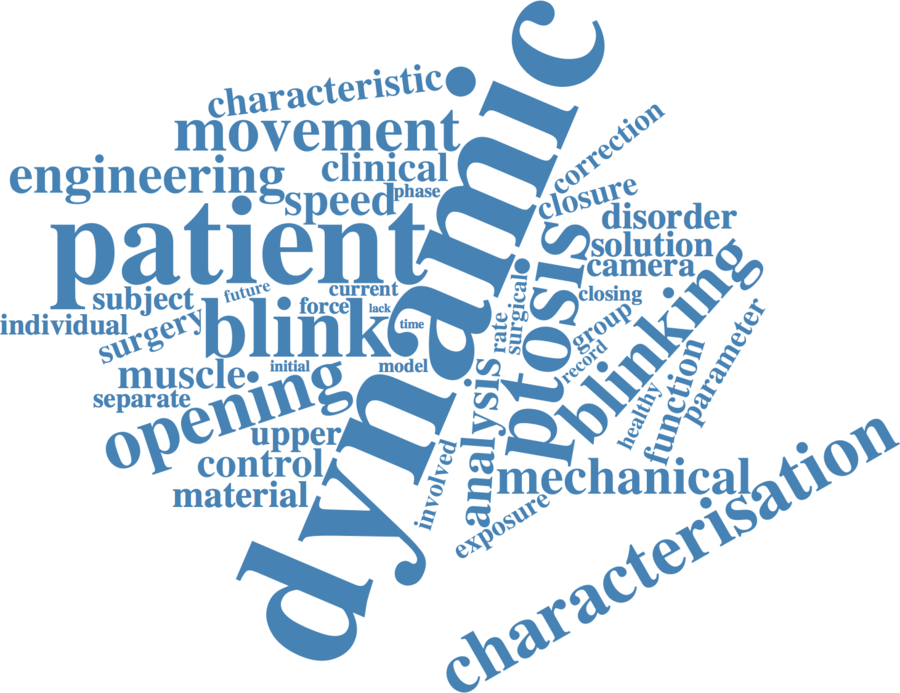 characteristic
movement
engineering
clinical
speed
phase
patient
subject
future
current
individual
surgery
blink
force
lack
time
muscle
initial
model
separate
opening
upper
control
material
dynamic
correction
closure
disorder
solution
camera
closing
ptosis
surgical
rate
group
record
blinking
parameter
function
healthy
analysis
involved
mechanical
exposure
characterisation